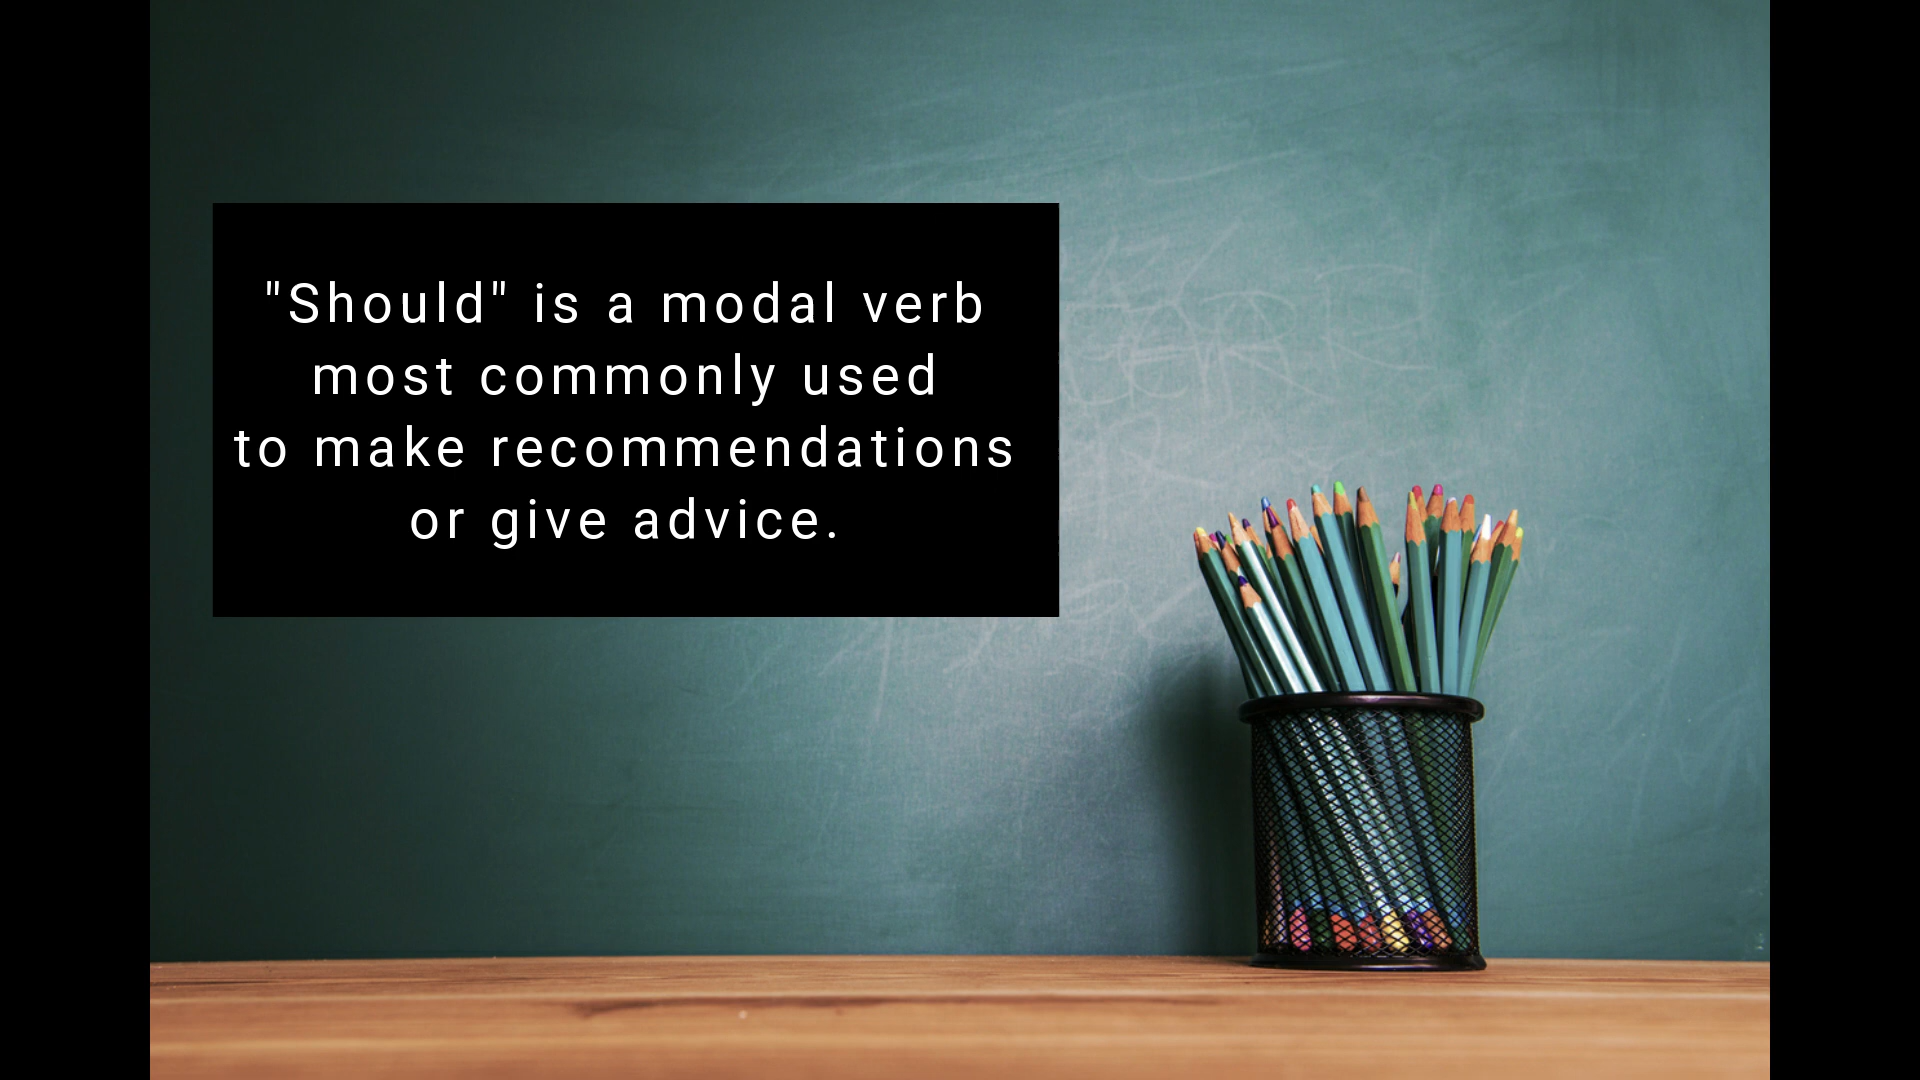 "Should" is a modal verb
most commonly used
to make recommendations
or give advice.